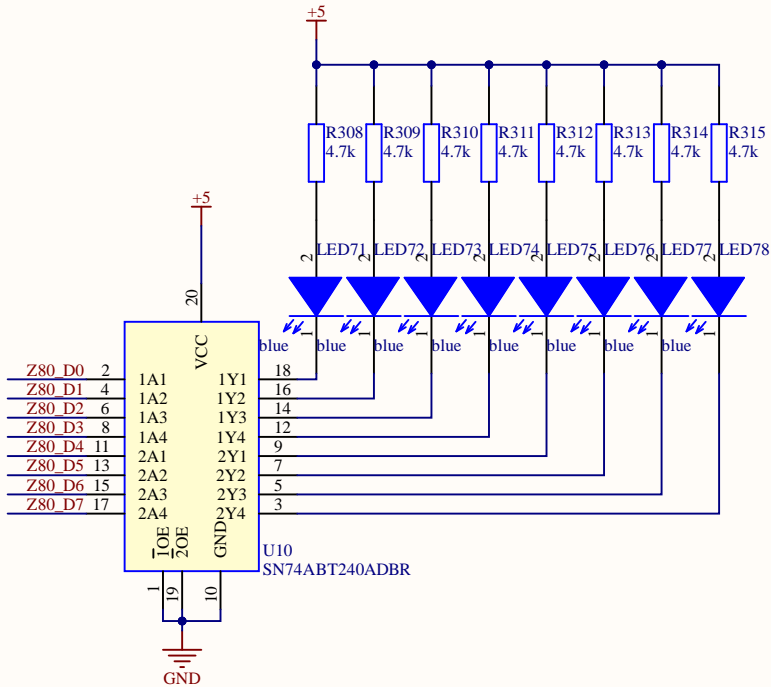 +5
R308 R309 R310 R311 R312 R313 R314 R315
4.7k 4.7k 4.7k 4.7k 4.7k 4.7k 4.7k 4.7k
+5
2 2 2 2 2 2 2 2
LED71 LED72 LED73 LED74 LED75 LED76 LED77 LED78
1 1 1 1 1 1 1 1
blue blue blue blue blue blue blue blue
20
VCC
Z80_D0 2 1A1 1Y1 18
Z80_D1 4 1A2 1Y2 16
Z80_D2 6 1A3 1Y3 14
Z80_D3 8 1A4 1Y4 12
Z80_D4 11 2A1 2Y1 9
Z80_D5 13 2A2 2Y2 7
Z80_D6 15 2A3 2Y3 5
Z80_D7 17 2A4 2Y4 3
1OE 2OE GND
U10
SN74ABT240ADBR
1 19 10
GND